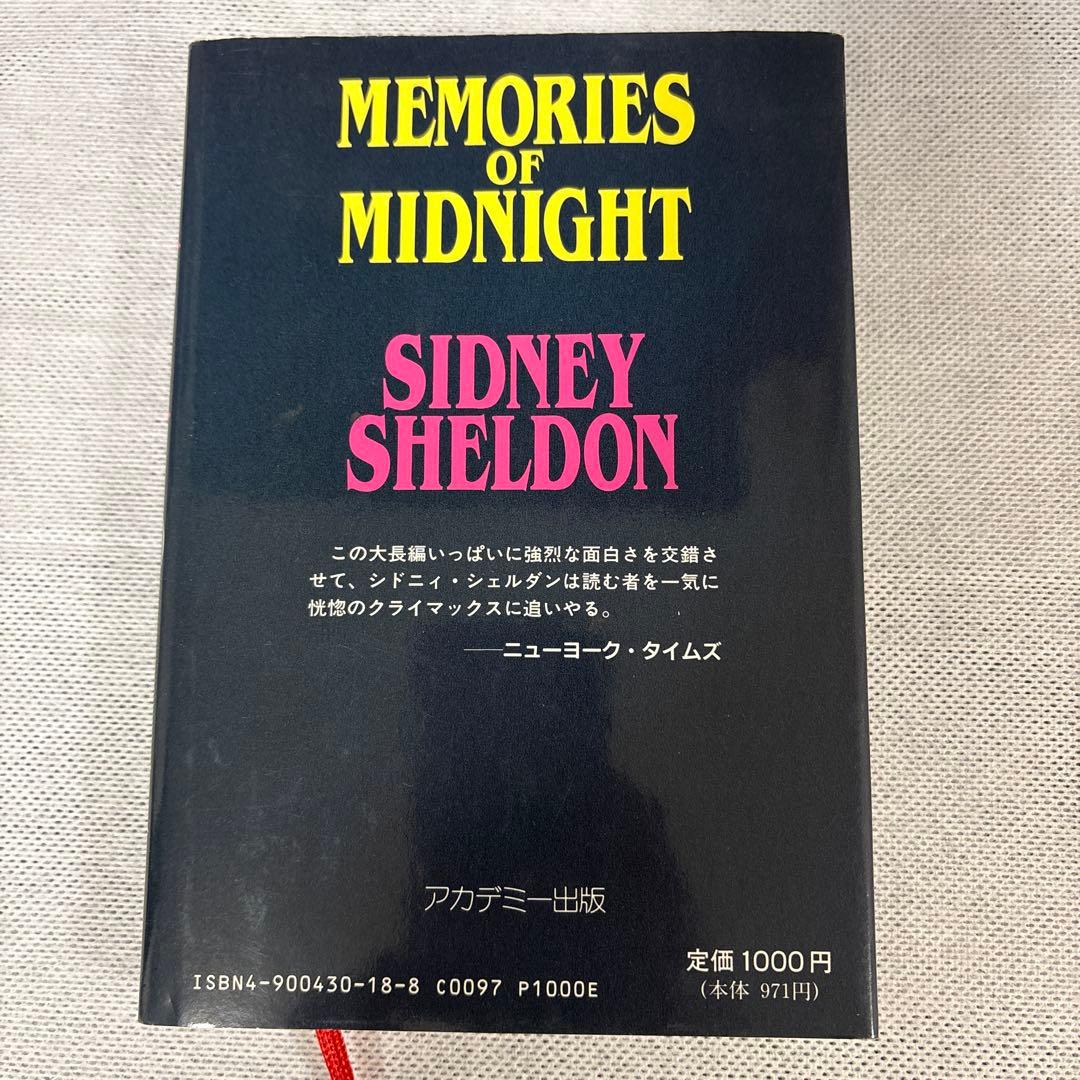 MEMORIES
OF
MIDNIGHT
SIDNEY
SHELDON
この大長編いっぱいに強烈な面白さを交錯さ
せて、シドニィ・シェルダンは読む者を一気に
恍惚のクライマックスに追いやる。
──ニューヨーク・タイムズ
アカデミー出版
定価1000円
(本体 971円)
ISBN4-900430-18-8 C0097 P1000E